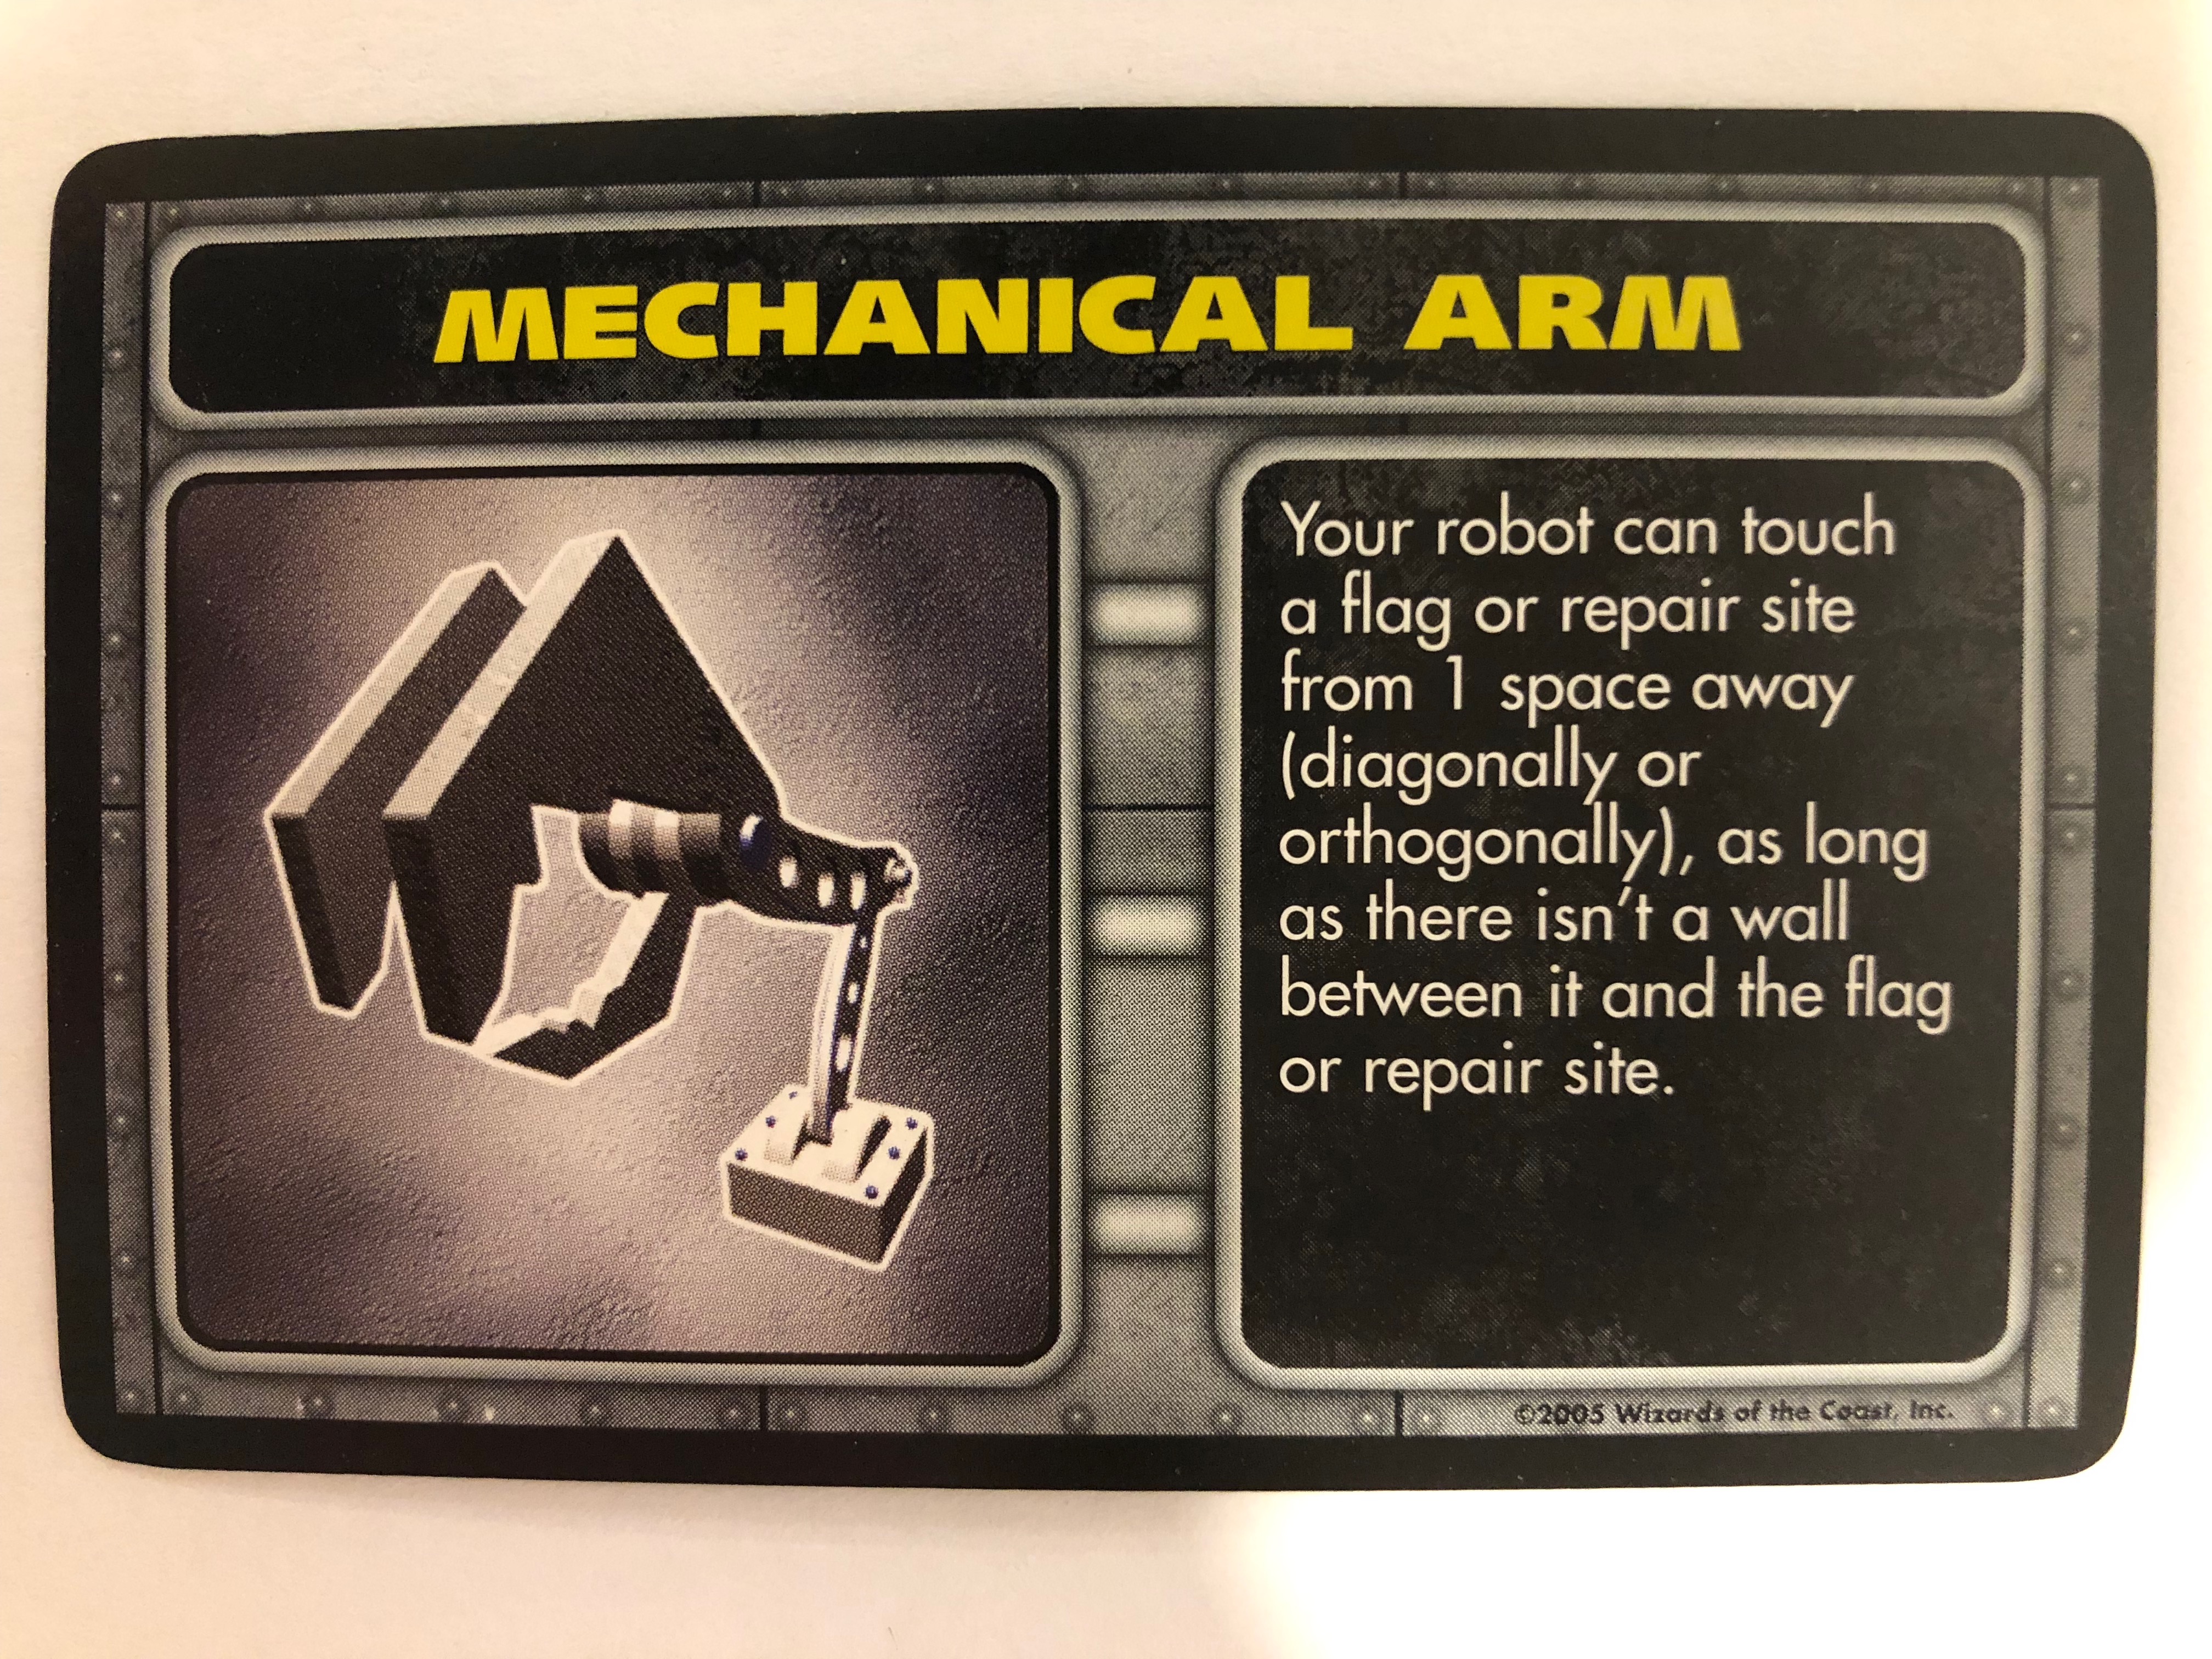 MECHANICAL ARM
Your robot can touch
a flag or repair site
from 1 space away
(diagonally or
orthogonally), as long
as there isn't a wall
between it and the flag
or repair site.
©2005 Wizards of the Coast, Inc.